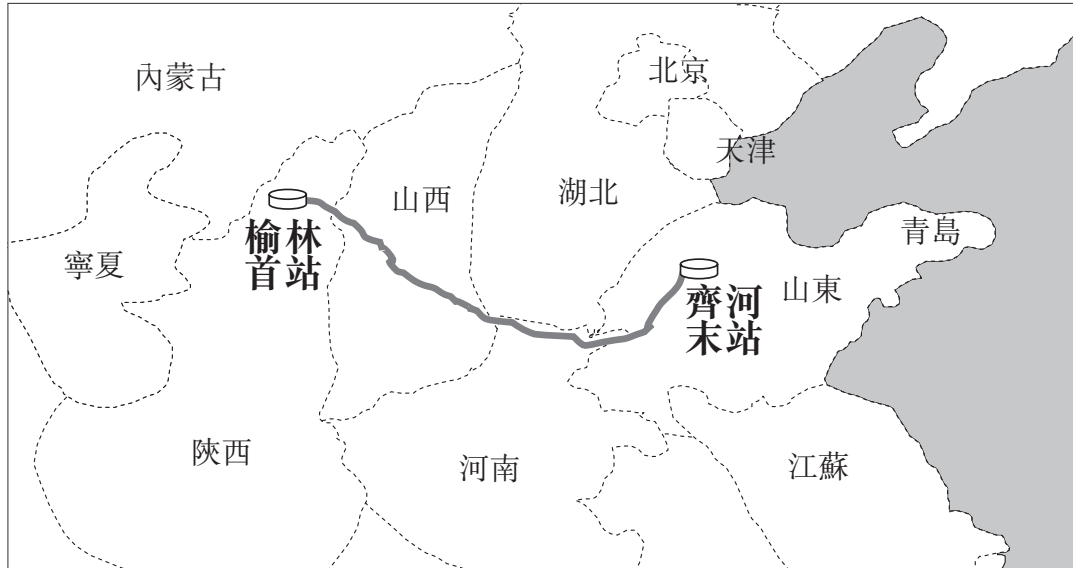 內蒙古
北京
天津
山西
湖北
榆林
首站
寧夏
青島
山東
齊河
末站
陝西
河南
江蘇